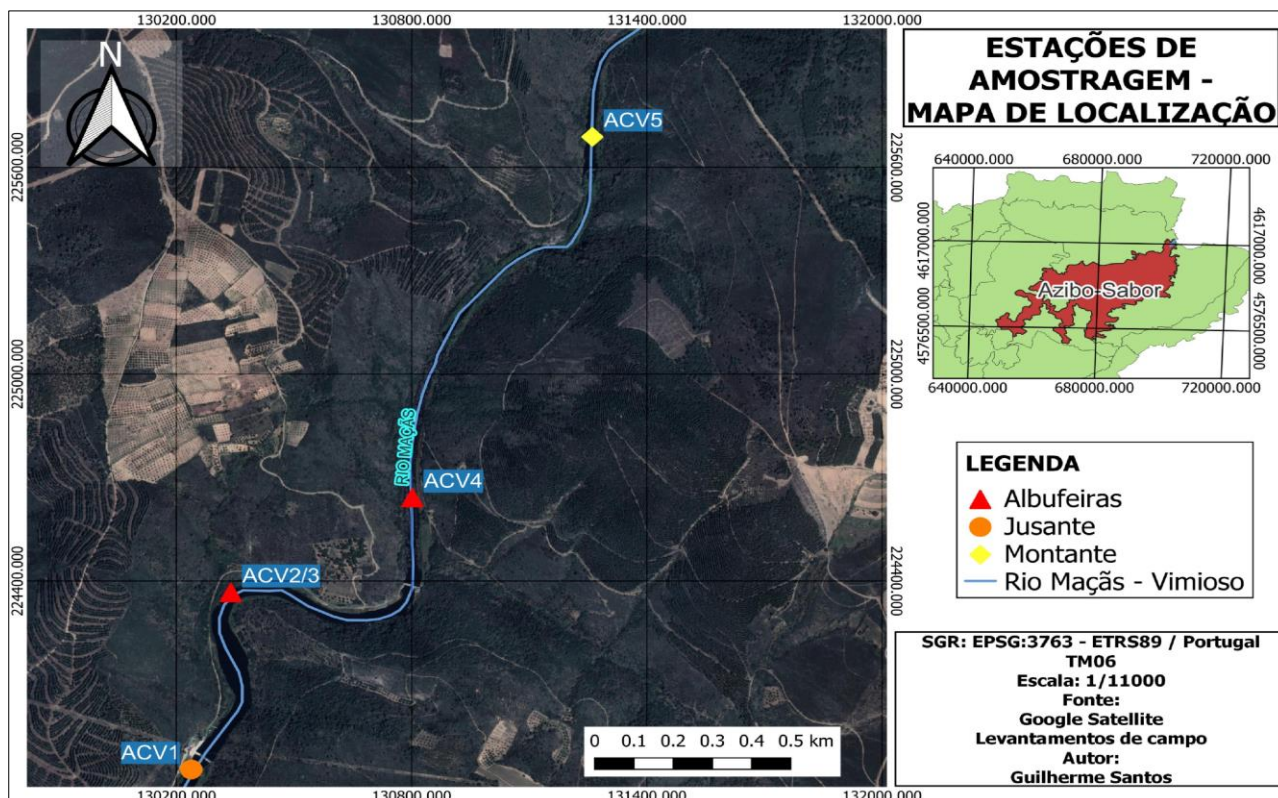 130200.000 130800.000 131400.000 132000.000
N
ACV5
225600.000
225600.000
225000.000
225000.000
RIO MAÇÃS
ACV4
ACV2/3
224400.000
224400.000
ACV1
0 0.1 0.2 0.3 0.4 0.5 km
130200.000 130800.000 131400.000 132000.000
ESTAÇÕES DE
AMOSTRAGEM -
MAPA DE LOCALIZAÇÃO
640000.000 680000.000 720000.000
4617000.000
4617000.000
Azibo-Sabor
4576500.000
4576500.000
640000.000 680000.000 720000.000
LEGENDA
Albufeiras
Jusante
Montante
Rio Maçãs - Vimioso
SGR: EPSG:3763 - ETRS89 / Portugal
TM06
Escala: 1/11000
Fonte:
Google Satellite
Levantamentos de campo
Autor:
Guilherme Santos